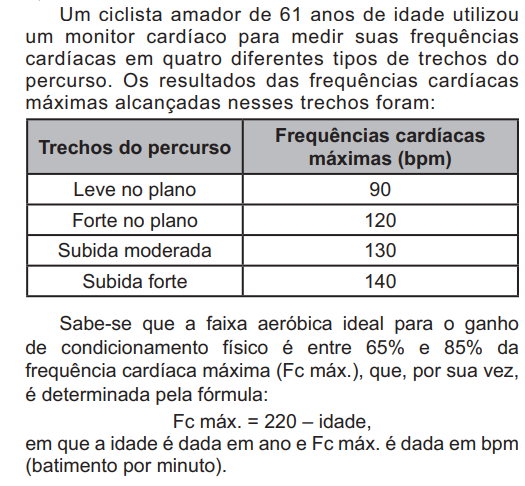 Um ciclista amador de 61 anos de idade utilizou
um monitor cardíaco para medir suas frequências
cardíacas em quatro diferentes tipos de trechos do
percurso. Os resultados das frequências cardíacas
máximas alcançadas nesses trechos foram:
Trechos do percurso Frequências cardíacas
máximas (bpm)
Leve no plano 90
Forte no plano 120
Subida moderada 130
Subida forte 140
Sabe-se que a faixa aeróbica ideal para o ganho
de condicionamento físico é entre 65% e 85% da
frequência cardíaca máxima (Fc máx.), que, por sua vez,
é determinada pela fórmula:
Fc máx. = 220 – idade,
em que a idade é dada em ano e Fc máx. é dada em bpm
(batimento por minuto).